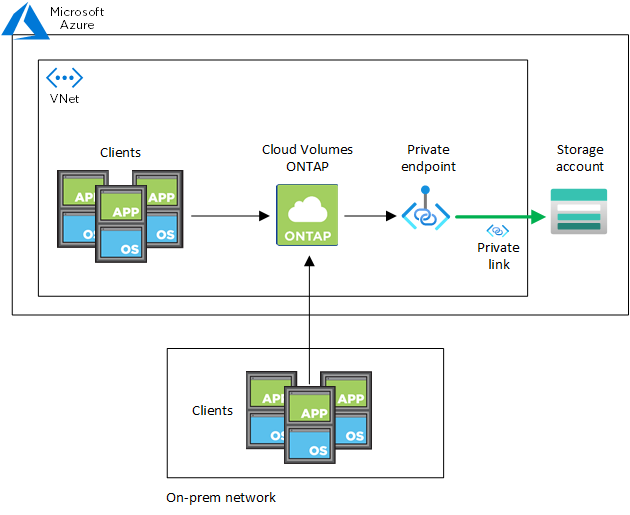 Microsoft
Azure
VNet
Clients
Cloud Volumes
ONTAP
Private
endpoint
Storage
account
APP
APP
APP
OS
OS
OS
ONTAP
Private
link
Clients
APP
APP
APP
OS
OS
OS
On-prem network